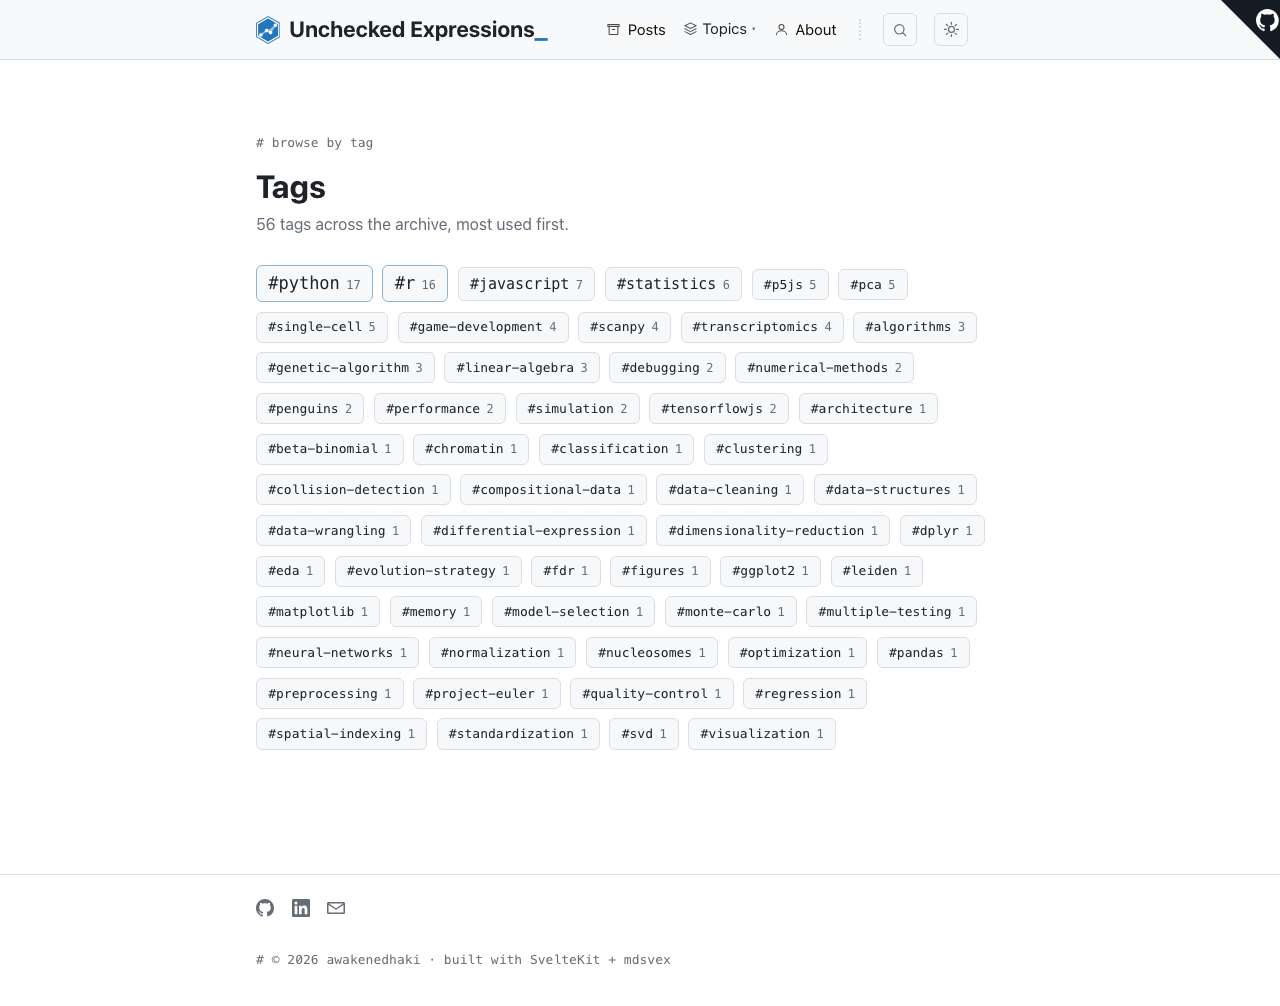 Unchecked Expressions_ Posts Topics About
# browse by tag
Tags
56 tags across the archive, most used first.
#python 17 #r 16 #javascript 7 #statistics 6 #p5js 5 #pca 5
#single-cell 5 #game-development 4 #scanpy 4 #transcriptomics 4 #algorithms 3
#genetic-algorithm 3 #linear-algebra 3 #debugging 2 #numerical-methods 2
#penguins 2 #performance 2 #simulation 2 #tensorflowjs 2 #architecture 1
#beta-binomial 1 #chromatin 1 #classification 1 #clustering 1
#collision-detection 1 #compositional-data 1 #data-cleaning 1 #data-structures 1
#data-wrangling 1 #differential-expression 1 #dimensionality-reduction 1 #dplyr 1
#eda 1 #evolution-strategy 1 #fdr 1 #figures 1 #ggplot2 1 #leiden 1
#matplotlib 1 #memory 1 #model-selection 1 #monte-carlo 1 #multiple-testing 1
#neural-networks 1 #normalization 1 #nucleosomes 1 #optimization 1 #pandas 1
#preprocessing 1 #project-euler 1 #quality-control 1 #regression 1
#spatial-indexing 1 #standardization 1 #svd 1 #visualization 1
# © 2026 awakenedhaki · built with SvelteKit + mdsvex